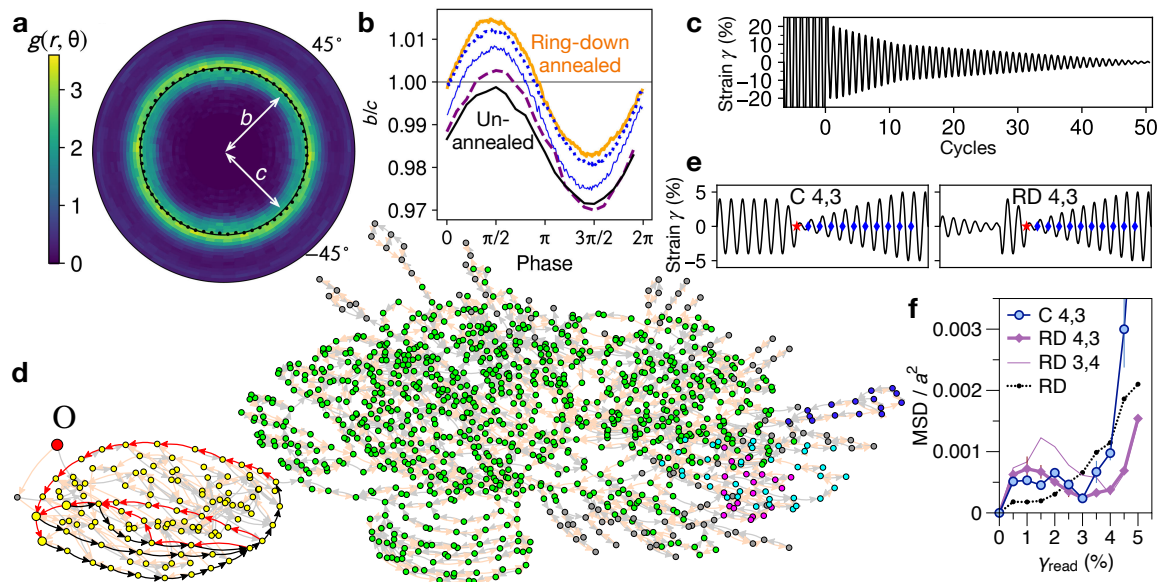 a
g(r, θ)
3
2
1
0
45°
−45°
b
c
b
b/c
1.01
1.00
0.99
0.98
0.97
Ring-down
annealed
Un-
annealed
0
π/2
π
3π/2
2π
Phase
c
Strain γ (%)
20
10
0
−10
−20
0
10
20
30
40
50
Cycles
e
Strain γ (%)
5
0
−5
C 4,3
RD 4,3
d
O
f
MSD / a²
0.003
0.002
0.001
0
C 4,3
RD 4,3
RD 3,4
RD
0
1
2
3
4
5
γread (%)